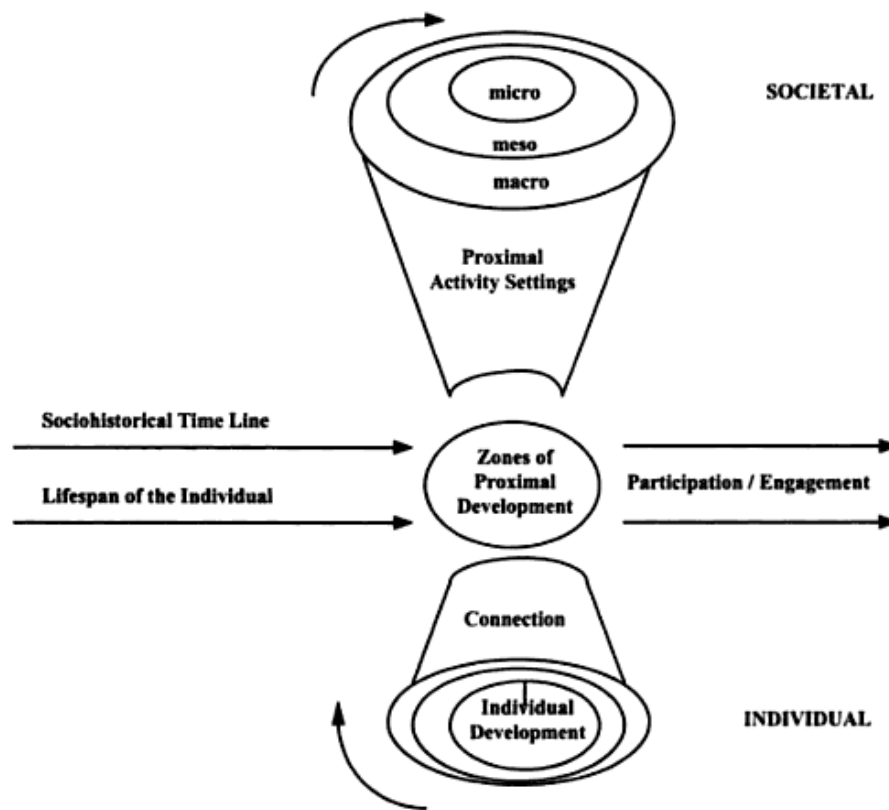 micro
SOCIETAL
meso
macro
Proximal
Activity Settings
Sociohistorical Time Line
Zones of
Proximal
Development
Participation / Engagement
Lifespan of the Individual
Connection
Individual
Development
INDIVIDUAL